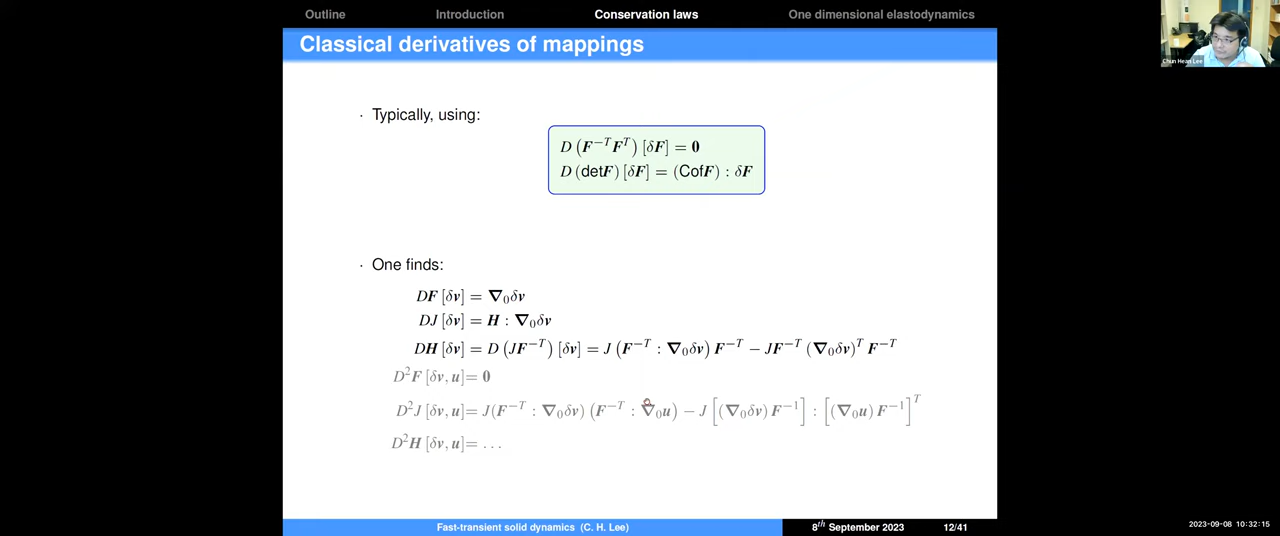 Outline Introduction Conservation laws One dimensional elastodynamics
Classical derivatives of mappings
Chun Hean Lee
· Typically, using:
D (F^{-T} F^T) [δF] = 0
D (detF) [δF] = (CofF) : δF
· One finds:
DF [δv] = ∇₀δv
DJ [δv] = H : ∇₀δv
DH [δv] = D (JF^{-T}) [δv] = J (F^{-T} : ∇₀δv) F^{-T} − JF^{-T} (∇₀δv)^T F^{-T}
D²F [δv, u] = 0
D²J [δv, u] = J(F^{-T} : ∇₀δv) (F^{-T} : ∇₀u) − J [(∇₀δv) F^{-1}] : [(∇₀u) F^{-1}]^T
D²H [δv, u] = . . .
Fast-transient solid dynamics (C. H. Lee) 8th September 2023 12/41
2023-09-08 10:32:15